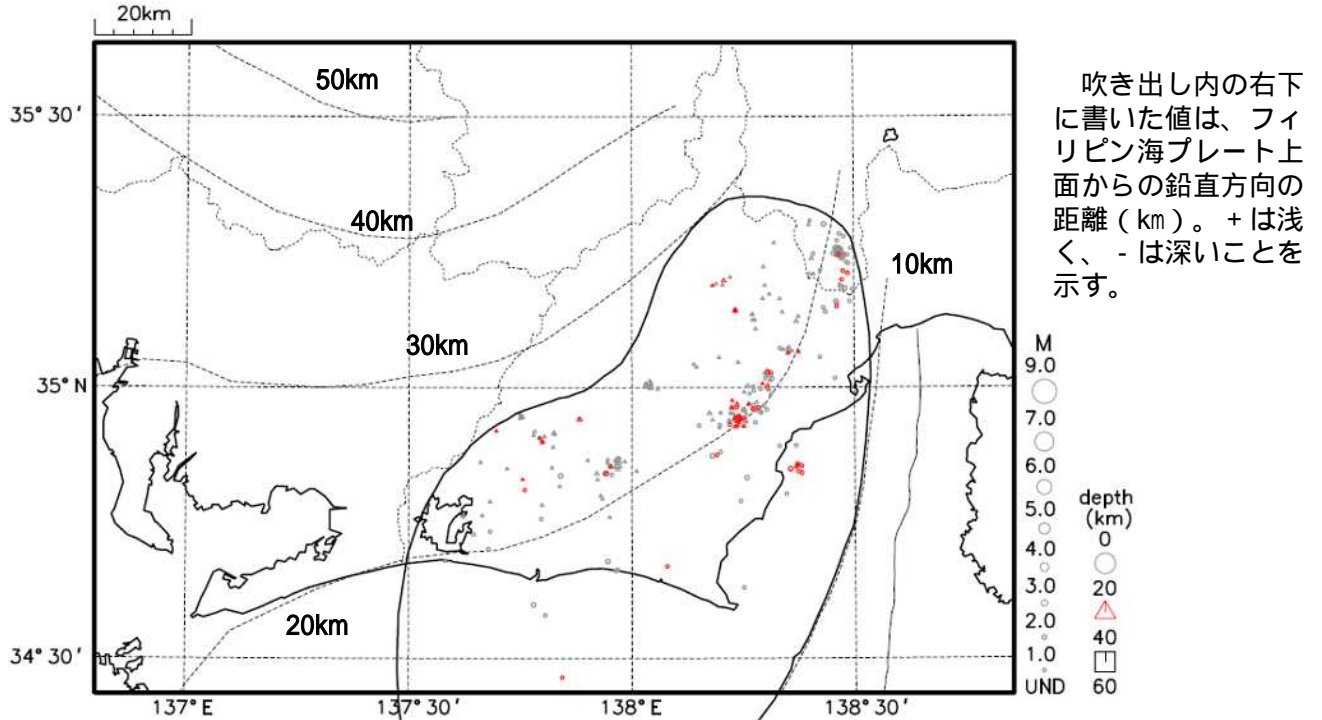 20km
50km
35°30′
40km
10km
30km
35°N
20km
34°30′
137°E
137°30′
138°E
138°30′
吹き出し内の右下
に書いた値は、フィ
リピン海プレート上
面からの鉛直方向の
距離(㎞)。+は浅
く、-は深いことを
示す。
M
9.0
7.0
6.0
5.0
4.0
3.0
2.0
1.0
UND
depth
(km)
0
20
40
60